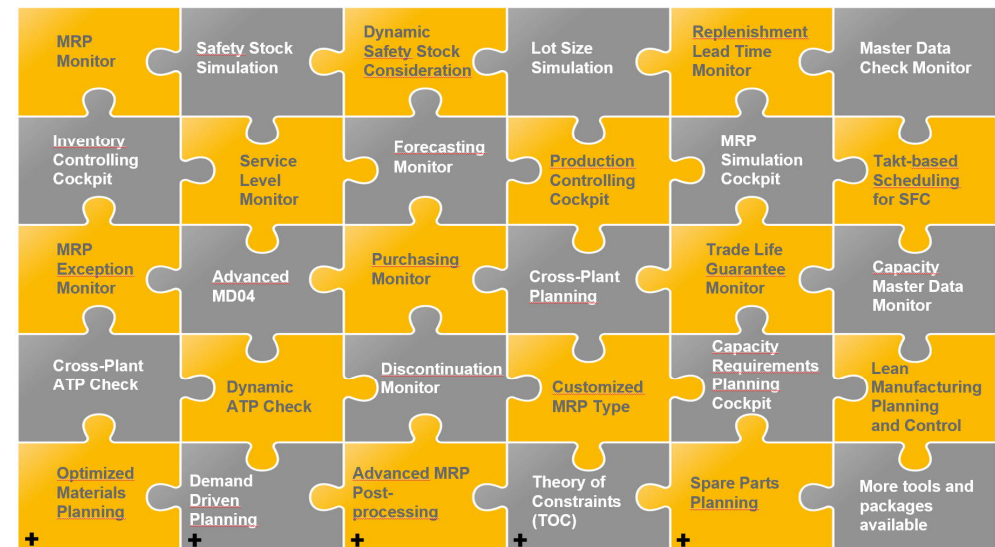 MRP
Monitor
Safety Stock
Simulation
Dynamic
Safety Stock
Consideration
Lot Size
Simulation
Replenishment
Lead Time
Monitor
Master Data
Check Monitor
Inventory
Controlling
Cockpit
Service
Level
Monitor
Forecasting
Monitor
Production
Controlling
Cockpit
MRP
Simulation
Cockpit
Takt-based
Scheduling
for SFC
MRP
Exception
Monitor
Advanced
MD04
Purchasing
Monitor
Cross-Plant
Planning
Trade Life
Guarantee
Monitor
Capacity
Master Data
Monitor
Cross-Plant
ATP Check
Dynamic
ATP Check
Discontinuation
Monitor
Customized
MRP Type
Capacity
Requirements
Planning
Cockpit
Lean
Manufacturing
Planning
and Control
Optimized
Materials
Planning
+
Demand
Driven
Planning
+
Advanced MRP
Post-
processing
+
Theory of
Constraints
(TOC)
+
Spare Parts
Planning
+
More tools and
packages
available